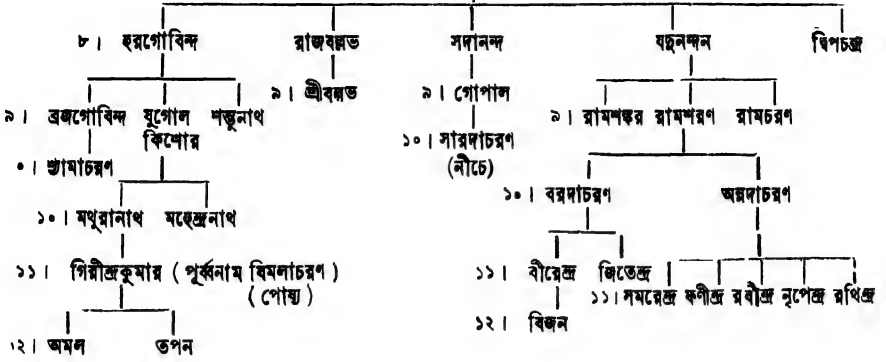 ৮। হরগোবিন্দ রাজবল্লভ সদানন্দ যদুনন্দন দ্বিপচন্দ্র
৯। শ্রীবল্লভ ৯। গোপাল
৯। ব্রজগোবিন্দ যুগোল শম্ভুনাথ ৯। রামশঙ্কর রামশরণ রামচরণ
কিশোর
১০। সারদাচরণ
(নীচে)
০। শ্যামাচরণ
১০। বরদাচরণ অন্নদাচরণ
১০। মথুরানাথ মহেন্দ্রনাথ
১১। গিরীন্দ্রকুমার (পূর্ব্বনাম বিমলাচরণ) ১১। বীরেন্দ্র জিতেন্দ্র
(পোষ্য) ১১। সমরেন্দ্র ফণীন্দ্র রবীন্দ্র নৃপেন্দ্র রথিন্দ্র
১২। বিজন
১২। অমল তপন